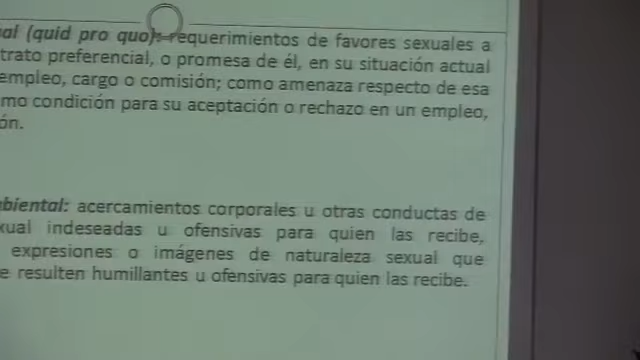 (quid pro quo): requerimientos de favores sexuales a
trato preferencial, o promesa de él, en su situación actual
empleo, cargo o comisión; como amenaza respecto de esa
mo condición para su aceptación o rechazo en un empleo,
ón.
biental: acercamientos corporales u otras conductas de
xual indeseadas u ofensivas para quien las recibe,
expresiones o imágenes de naturaleza sexual que
e resulten humillantes u ofensivas para quien las recibe.